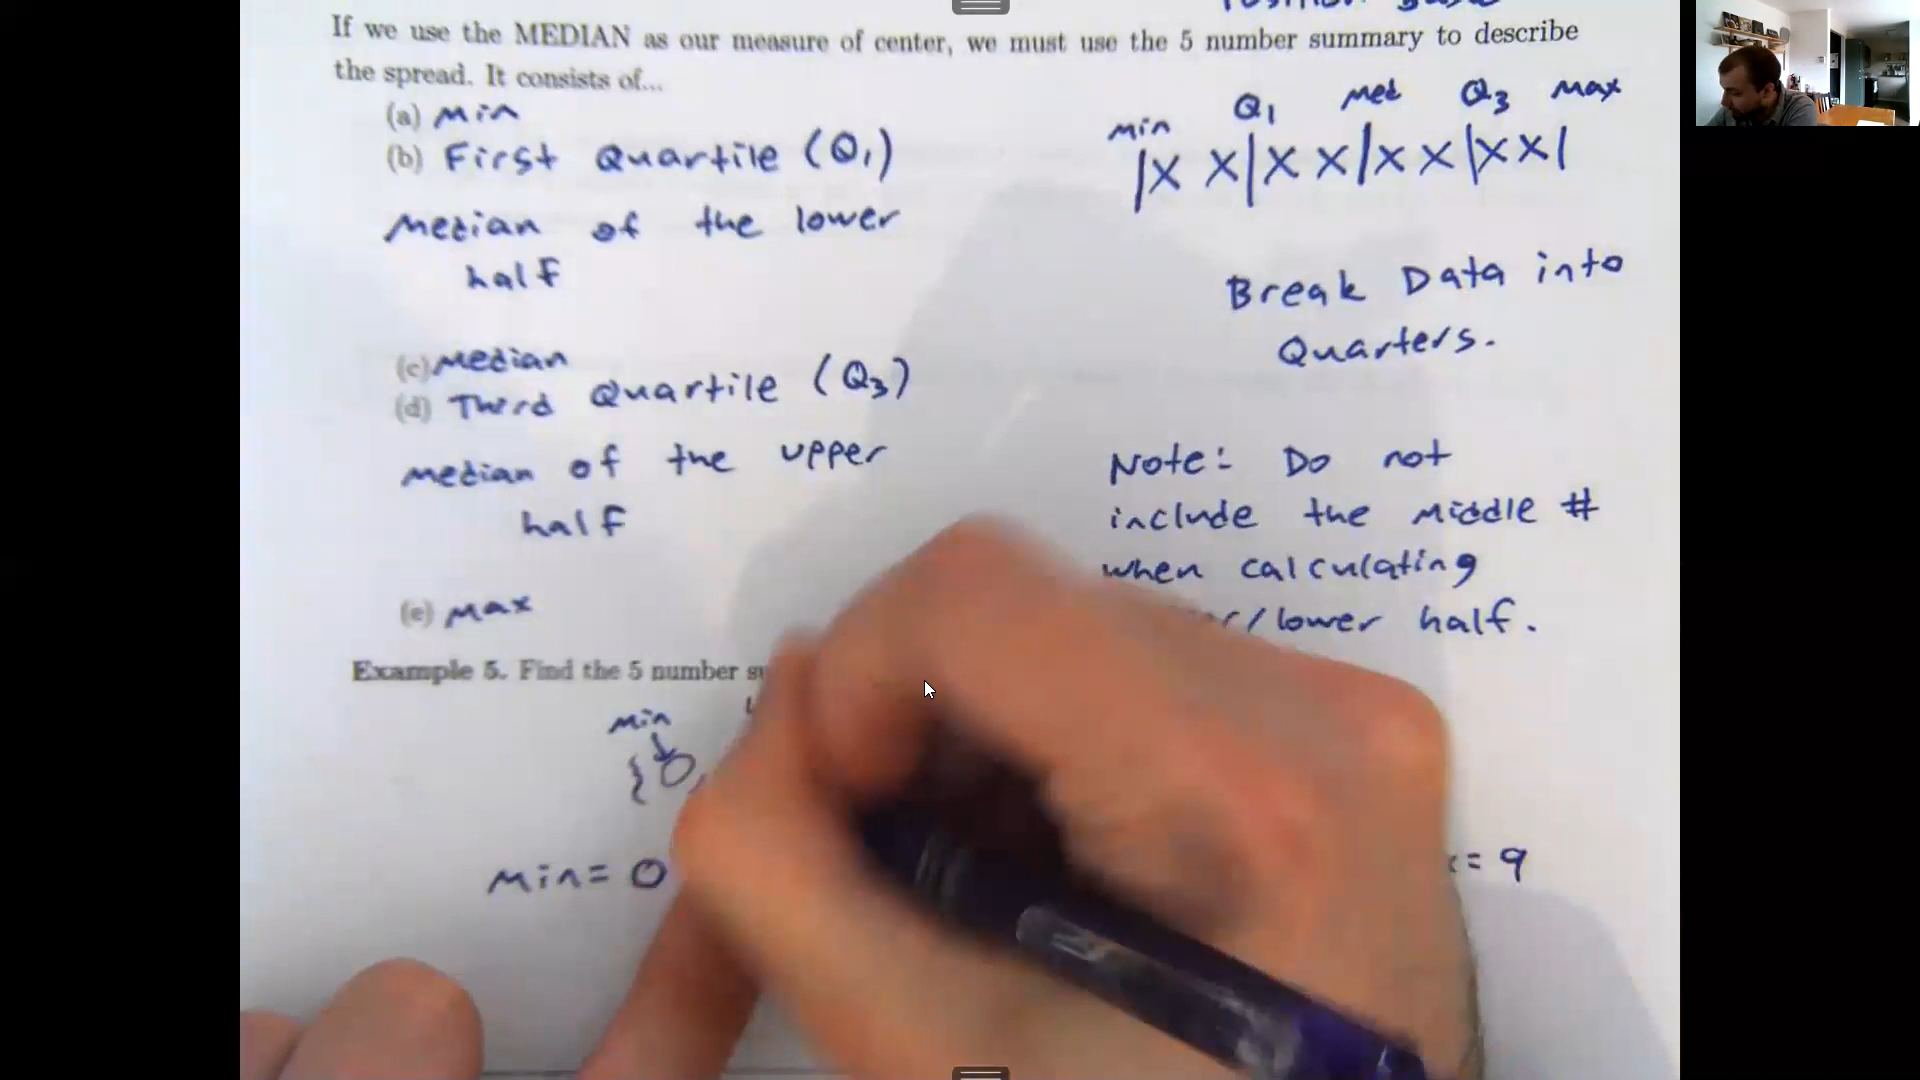 If we use the MEDIAN as our measure of center, we must use the 5 number summary to describe
the spread. It consists of...
(a) Min
(b) First Quartile (Q1)
Median of the lower
half
(c) Median
(d) Third Quartile (Q3)
median of the upper
half
(e) Max
min Q1 med Q3 max
|X X|X X|X X|X X|
Break Data into
Quarters.
Note: Do not
include the middle #
when calculating
/lower half.
Example 5. Find the 5 number
min
{0,
Min = 0
= 9